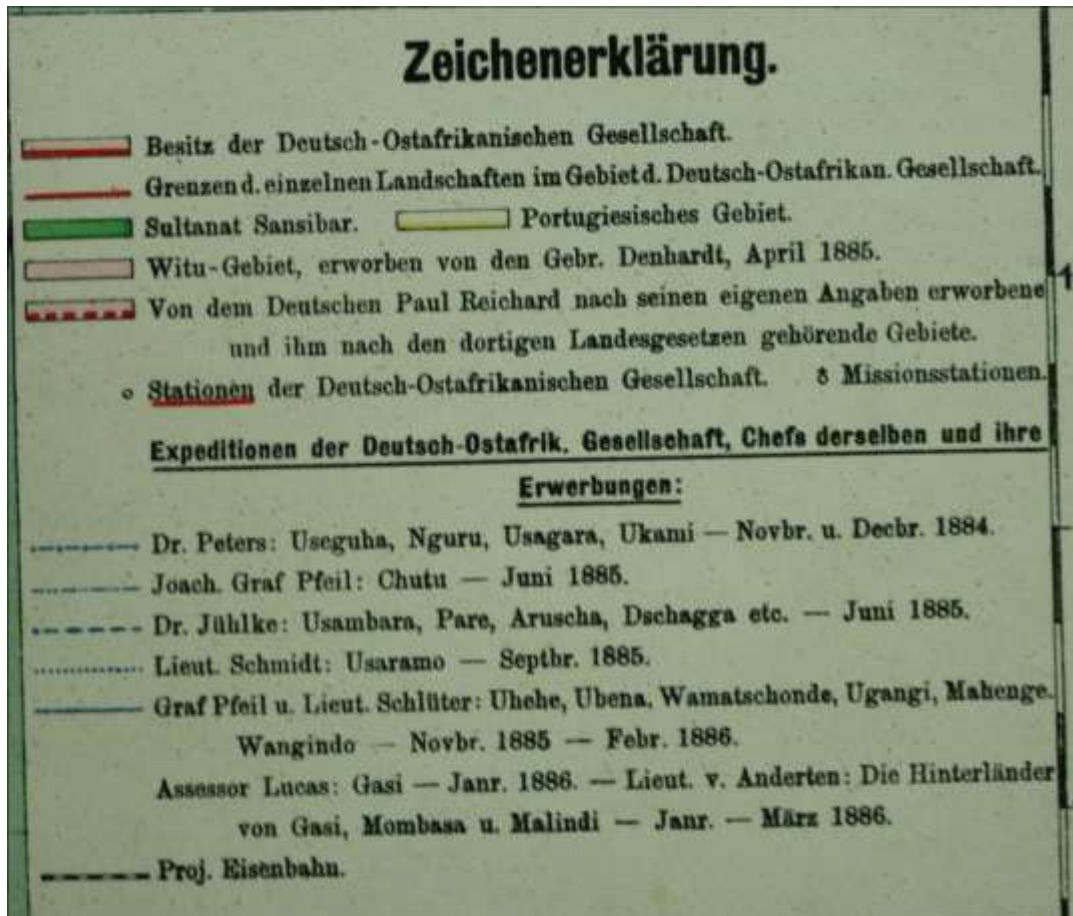 Zeichenerklärung.
Besitz der Deutsch-Ostafrikanischen Gesellschaft.
Grenzen d. einzelnen Landschaften im Gebiet d. Deutsch-Ostafrikan. Gesellschaft.
Sultanat Sansibar. Portugiesisches Gebiet.
Witu-Gebiet, erworben von den Gebr. Denhardt, April 1885.
Von dem Deutschen Paul Reichard nach seinen eigenen Angaben erworbene
und ihm nach den dortigen Landesgesetzen gehörende Gebiete.
Stationen der Deutsch-Ostafrikanischen Gesellschaft. Missionsstationen.
Expeditionen der Deutsch-Ostafrik. Gesellschaft, Chefs derselben und ihre
Erwerbungen:
Dr. Peters: Useguha, Nguru, Usagara, Ukami — Novbr. u. Decbr. 1884.
Joach. Graf Pfeil: Chutu — Juni 1885.
Dr. Jühlke: Usambara, Pare, Aruscha, Dschagga etc. — Juni 1885.
Lieut. Schmidt: Usaramo — Septbr. 1885.
Graf Pfeil u. Lieut. Schlüter: Uhehe, Ubena, Wamatschonde, Ugangi, Mahenge.
Wangindo — Novbr. 1885 — Febr. 1886.
Assessor Lucas: Gasi — Janr. 1886. — Lieut. v. Anderten: Die Hinterländer
von Gasi, Mombasa u. Malindi — Janr. — März 1886.
Proj. Eisenbahn.